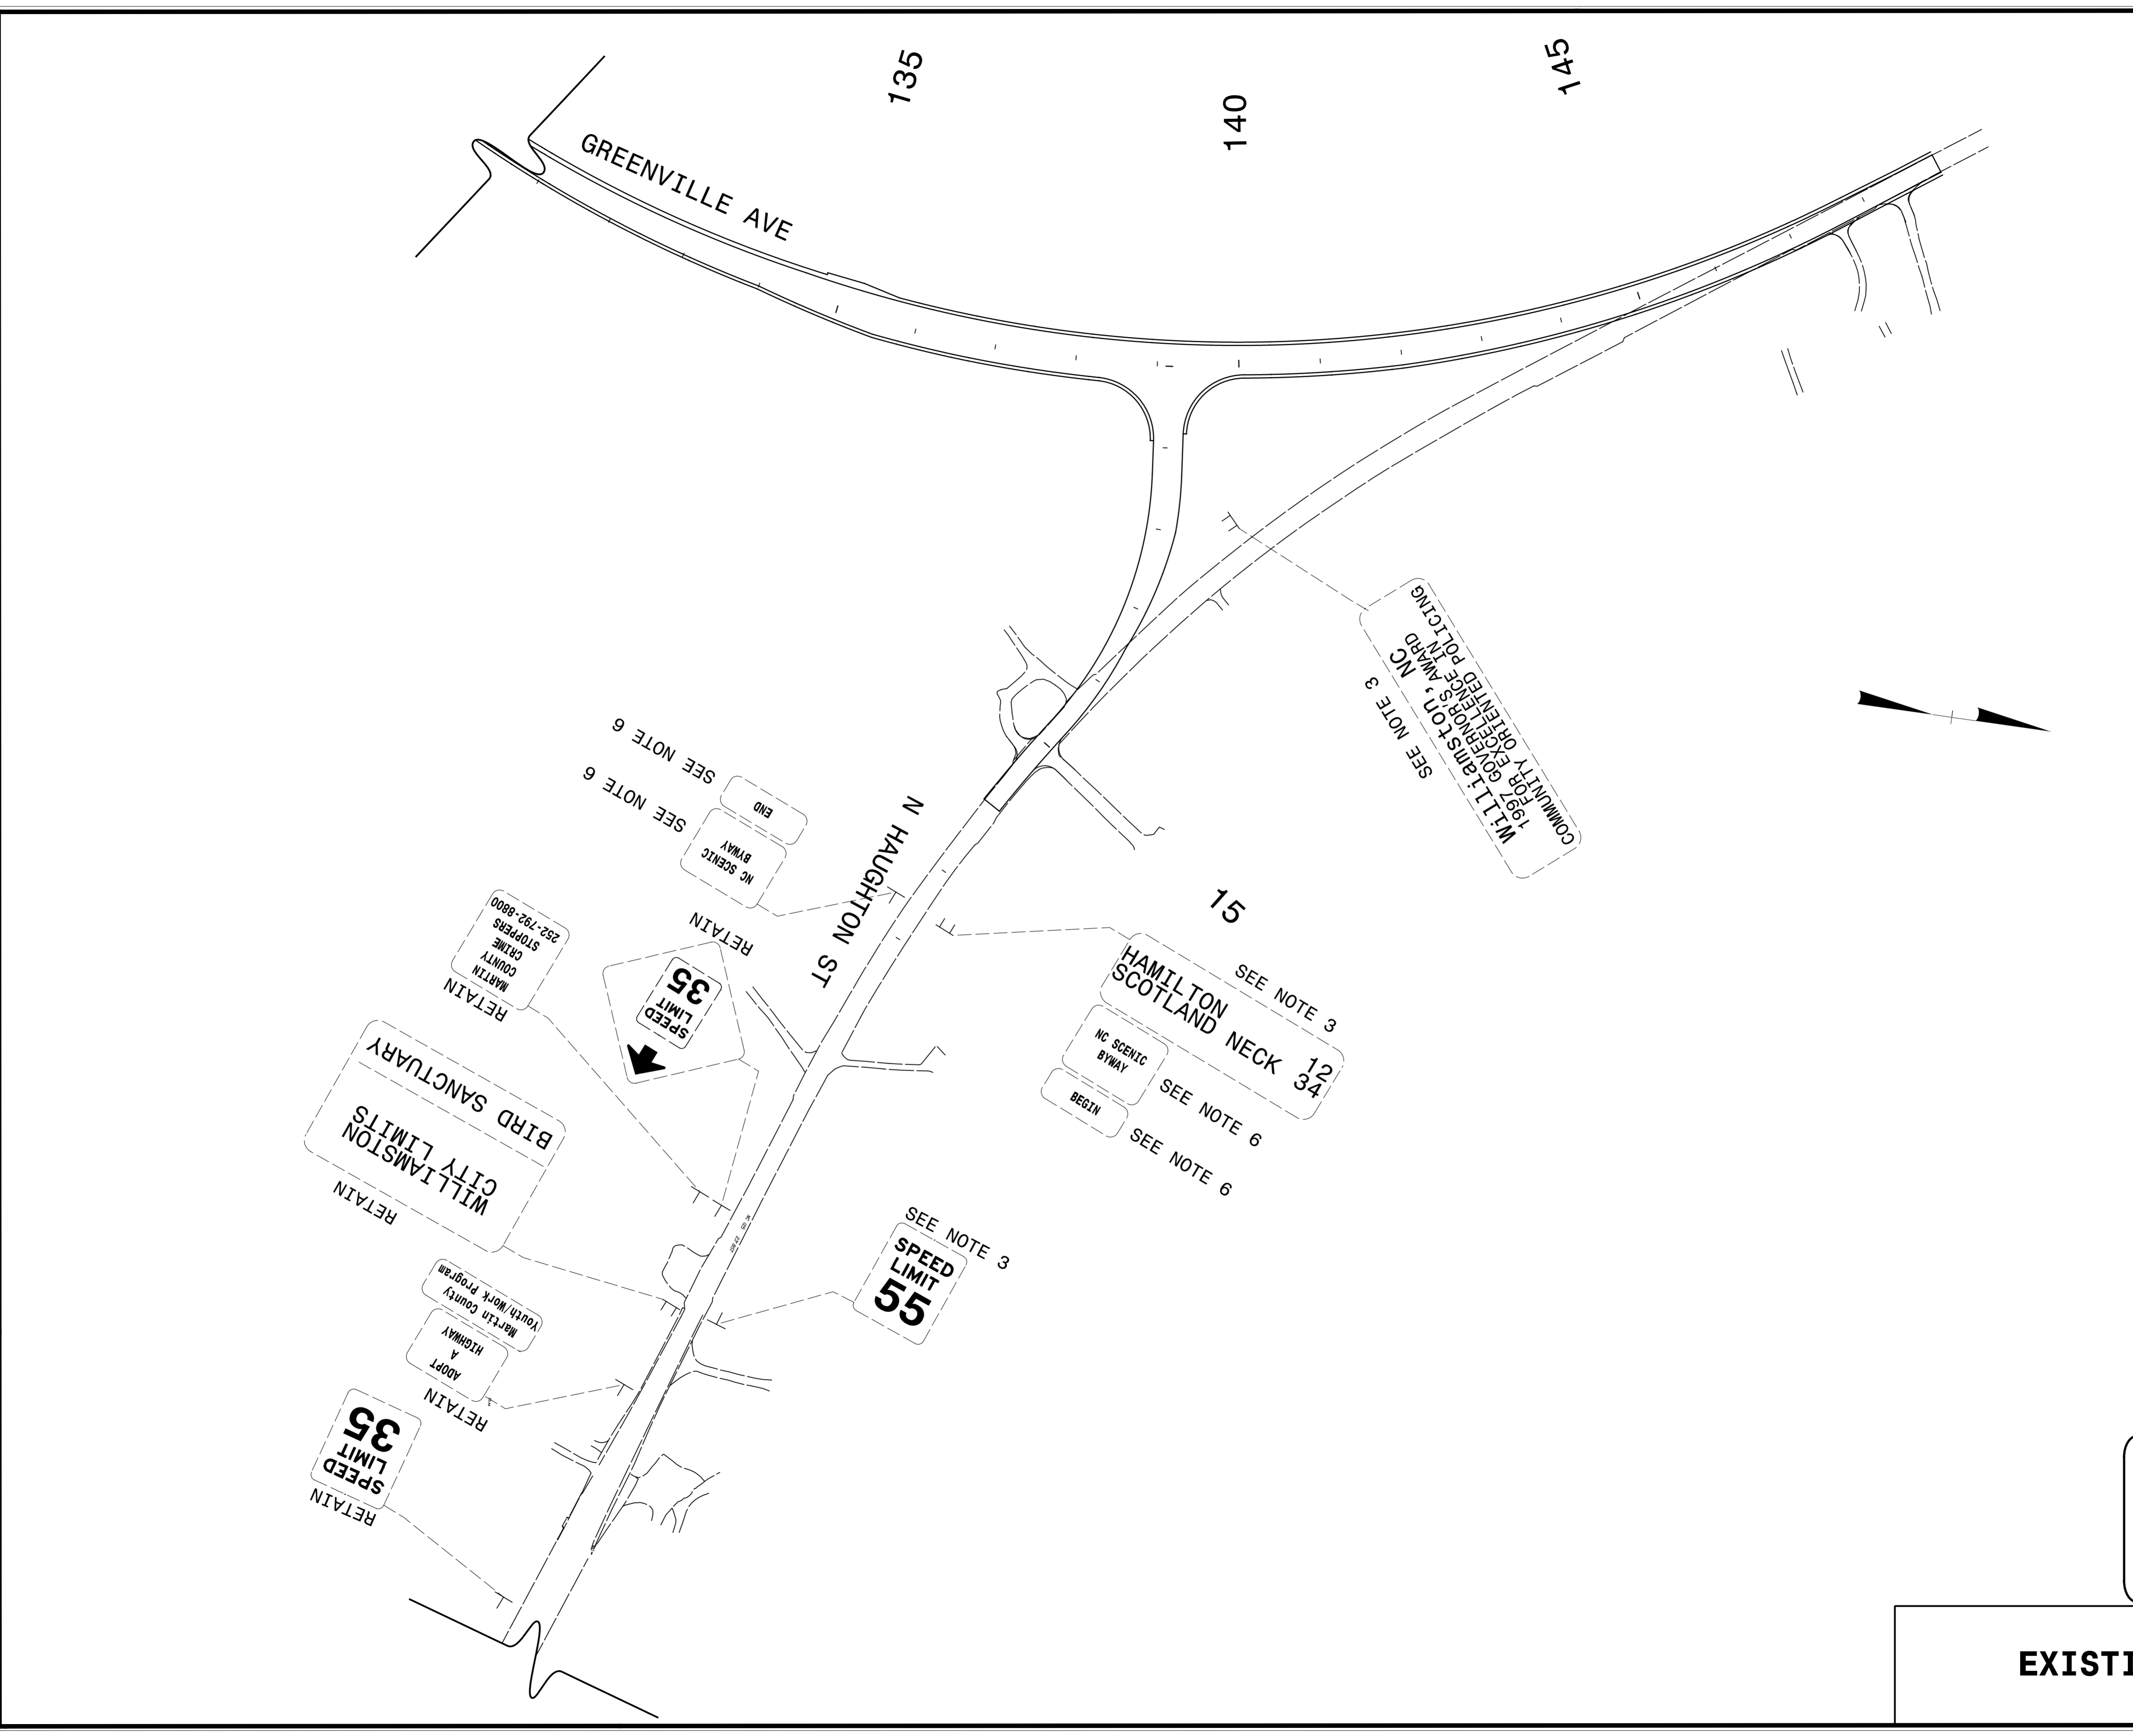 135
140
145
GREENVILLE AVE
Williamston, NC
1997 GOVERNOR'S AWARD
FOR EXCELLENCE IN
COMMUNITY ORIENTED POLICING
SEE NOTE 3
SEE NOTE 6
END
SEE NOTE 6
NC SCENIC
BYWAY
N HAUGHTON ST
15
MARTIN
COUNTY
CRIME
STOPPERS
252-792-8800
RETAIN
RETAIN
SPEED
LIMIT
35
SEE NOTE 3
HAMILTON 12
SCOTLAND NECK 34
NC SCENIC
BYWAY
SEE NOTE 6
BEGIN
SEE NOTE 6
WILLIAMSTON
CITY LIMITS
BIRD SANCTUARY
RETAIN
SEE NOTE 3
SPEED
LIMIT
55
Martin County
Youth/Work Program
ADOPT
A
HIGHWAY
RETAIN
SPEED
LIMIT
35
RETAIN
EXISTI